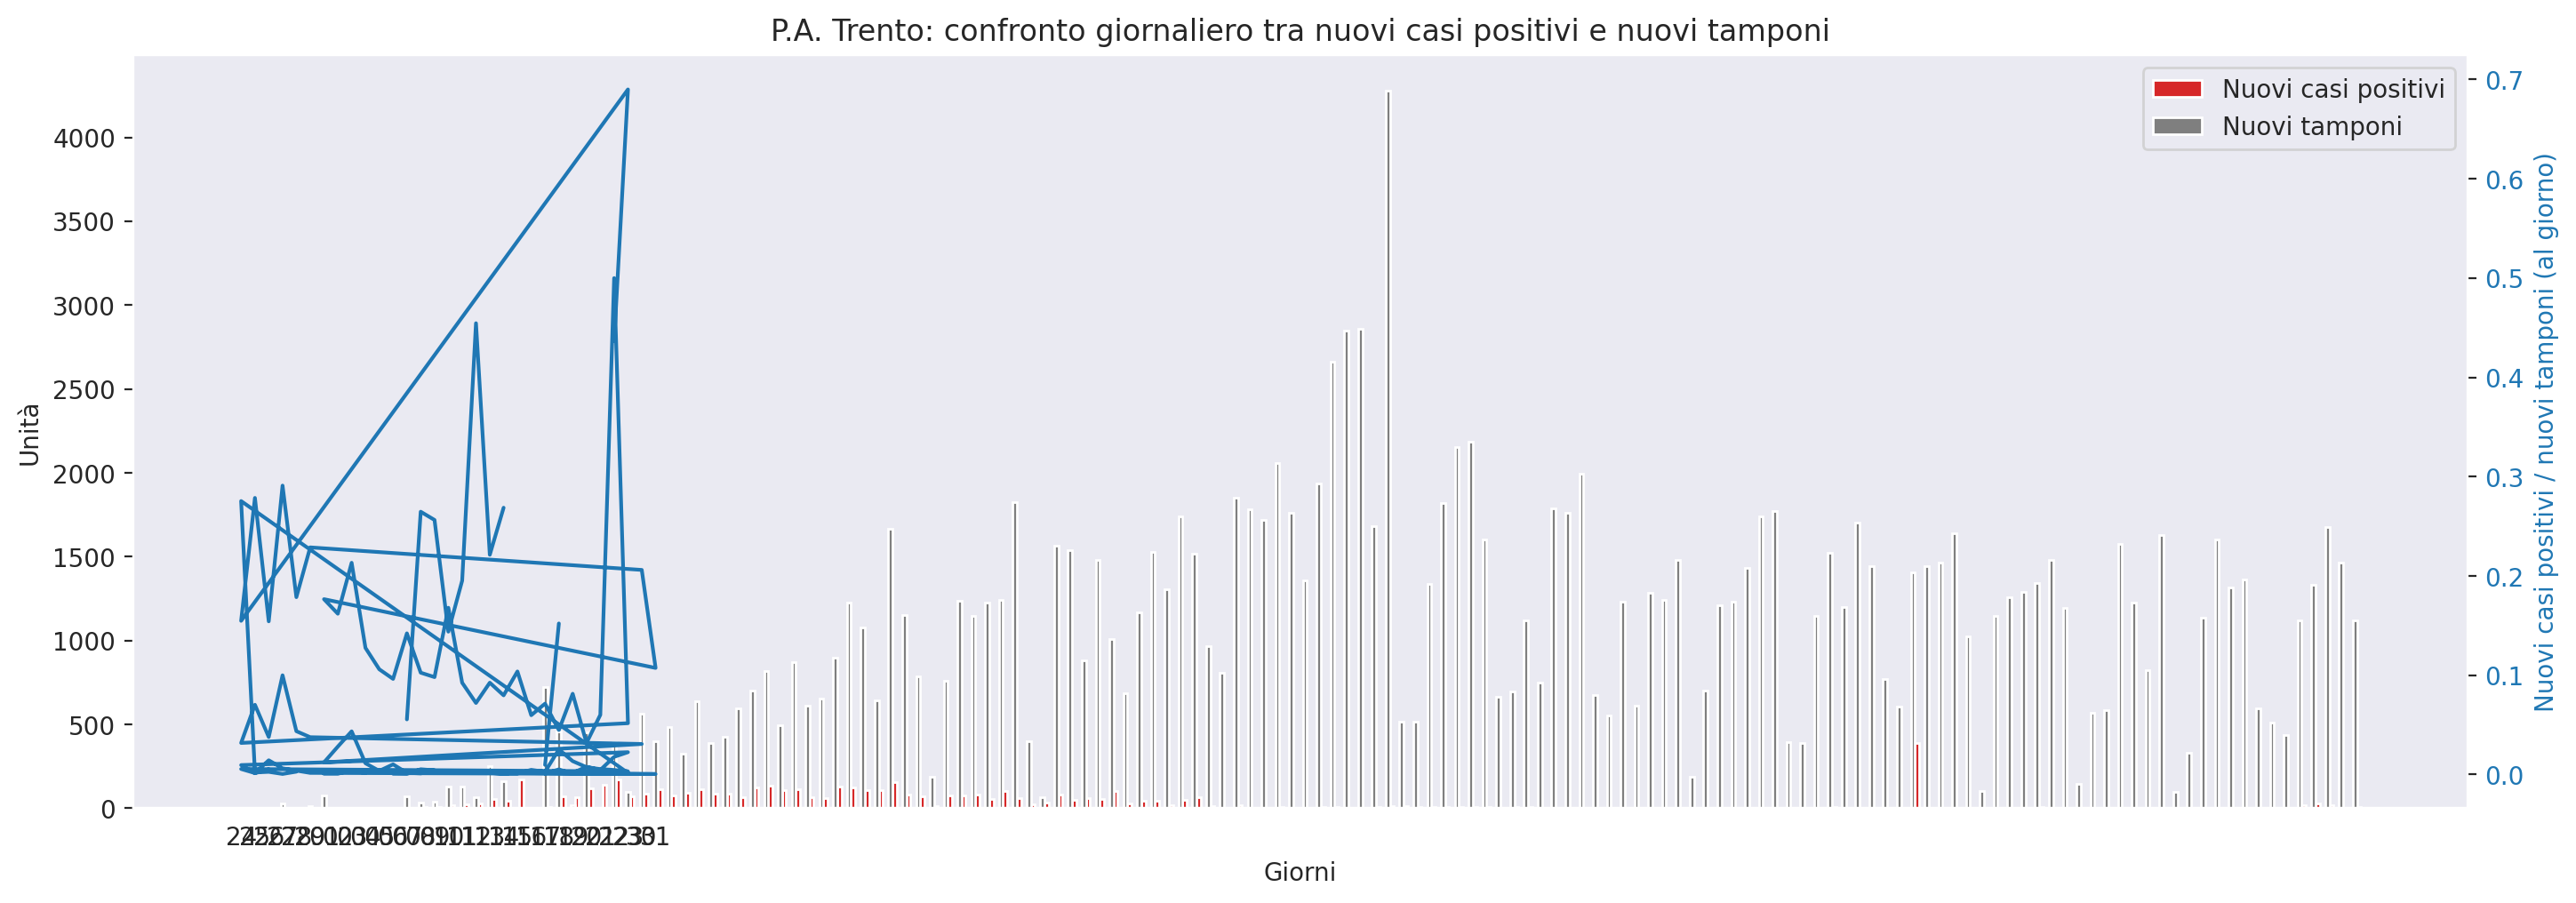 P.A. Trento: confronto giornaliero tra nuovi casi positivi e nuovi tamponi
Nuovi casi positivi
Nuovi tamponi
Unità
4000
3500
3000
2500
2000
1500
1000
500
0
0.7
0.6
0.5
0.4
0.3
0.2
0.1
0.0
Nuovi casi positivi / nuovi tamponi (al giorno)
Giorni